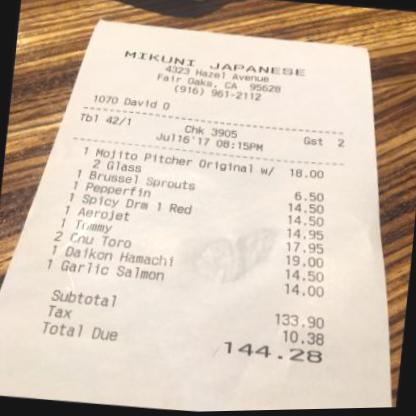 MIKUNI JAPANESE
4323 Hazel Avenue
Fair Oaks, CA 95628
(916) 961-2112
1070 David O
Tbl 42/1 Chk 3905 Gst 2
Jul16'17 08:15PM
1 Mojito Pitcher Original w/ 18.00
2 Glass
1 Brussel Sprouts 6.50
1 Pepperfin 14.50
1 Spicy Drm 1 Red 14.50
1 Aerojet 14.95
1 Tommy 17.95
2 Chu Toro 19.00
1 Daikon Hamachi 14.50
1 Garlic Salmon 14.00
Subtotal 133.90
Tax 10.38
Total Due 144.28